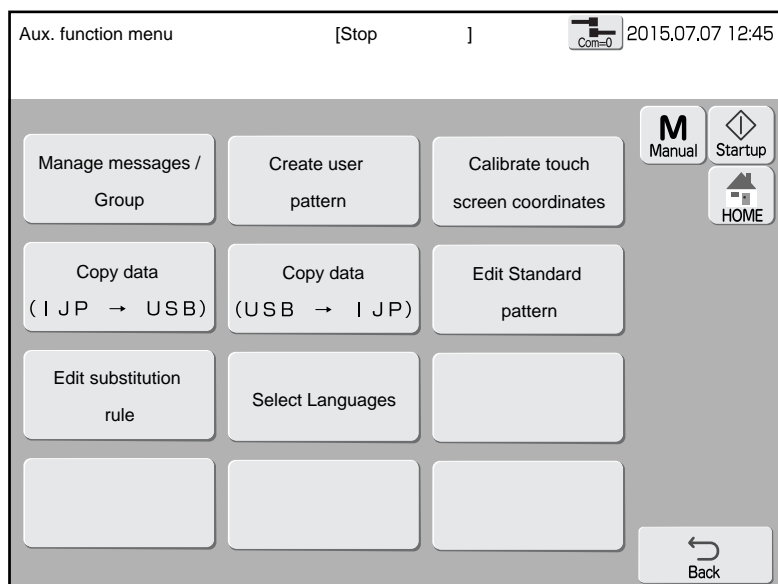 Aux. function menu [Stop ] Com=0 2015.07.07 12:45
M
Manual
Startup
HOME
Manage messages /
Group
Create user
pattern
Calibrate touch
screen coordinates
Copy data
(IJP → USB)
Copy data
(USB → IJP)
Edit Standard
pattern
Edit substitution
rule
Select Languages
Back